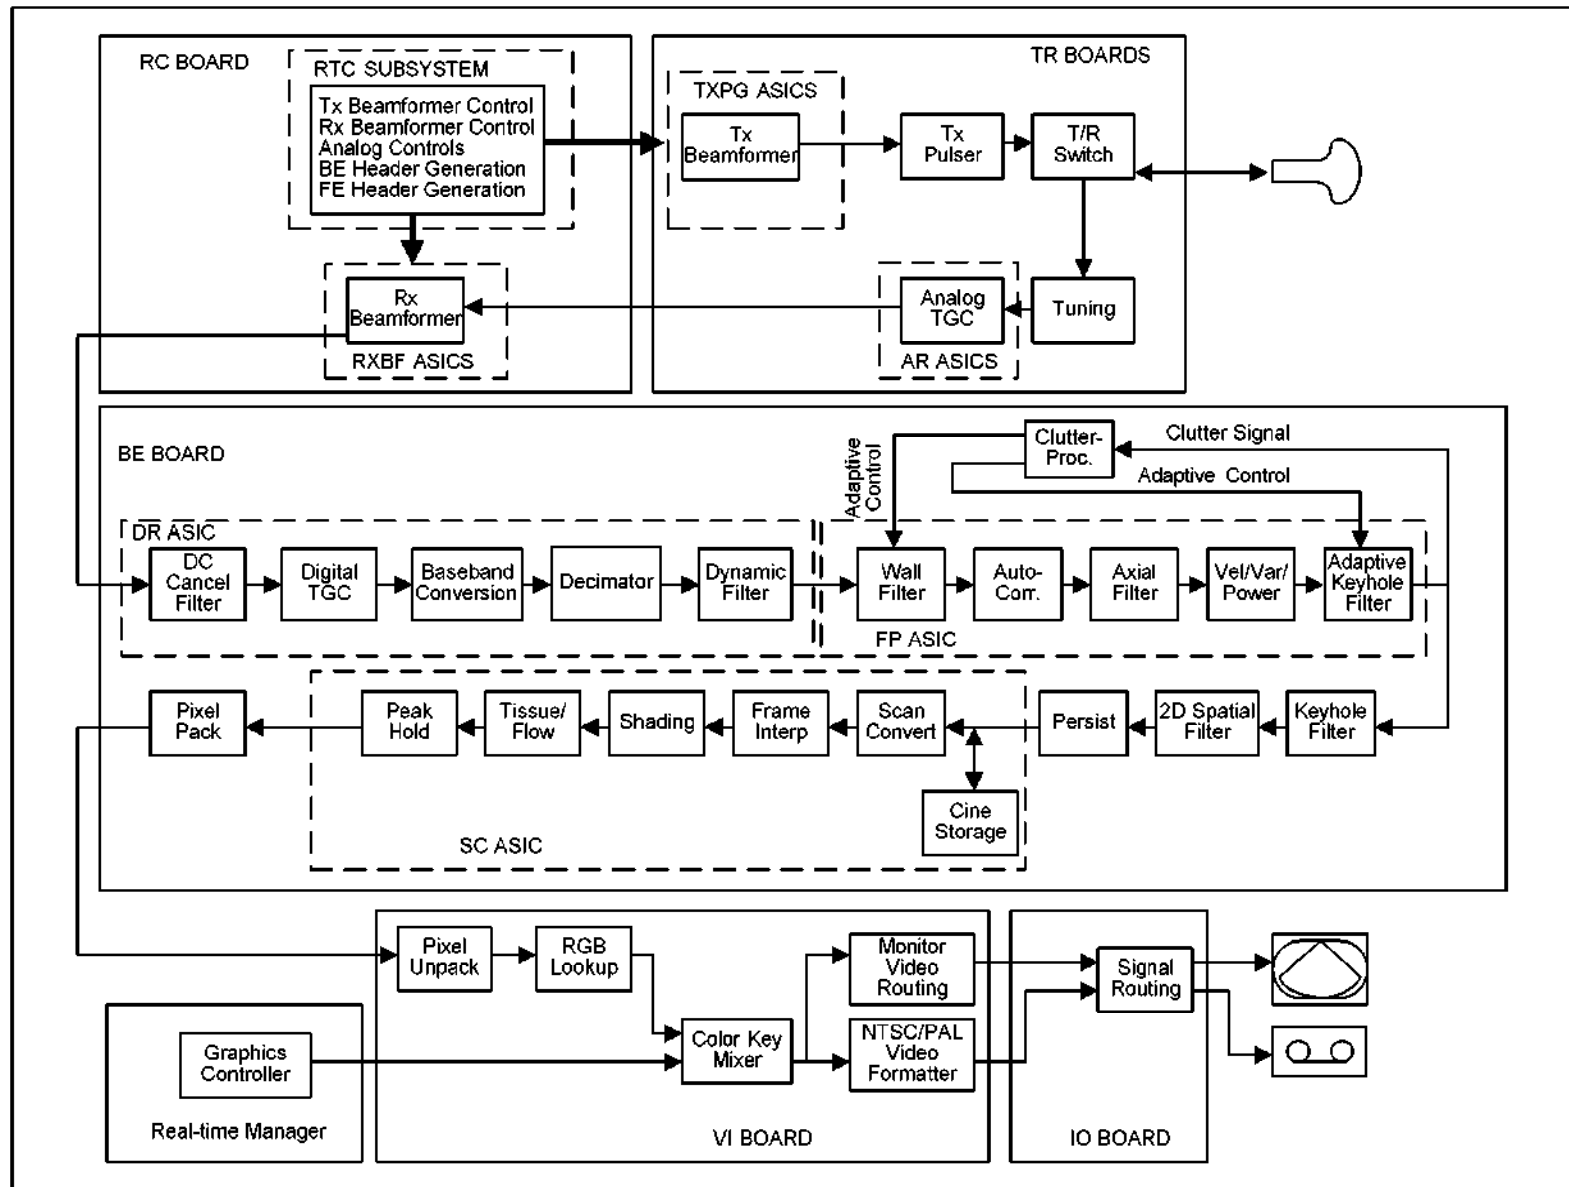 RC BOARD
RTC SUBSYSTEM
Tx Beamformer Control
Rx Beamformer Control
Analog Controls
BE Header Generation
FE Header Generation
Rx
Beamformer
RXBF ASICS
TR BOARDS
TXPG ASICS
Tx
Beamformer
Tx
Pulser
T/R
Switch
Analog
TGC
AR ASICS
Tuning
BE BOARD
Adaptive
Control
Clutter-
Proc.
Clutter Signal
Adaptive Control
DR ASIC
DC
Cancel
Filter
Digital
TGC
Baseband
Conversion
Decimator
Dynamic
Filter
Wall
Filter
Auto-
Corr.
Axial
Filter
Vel/Var/
Power
Adaptive
Keyhole
Filter
FP ASIC
Pixel
Pack
Peak
Hold
Tissue/
Flow
Shading
Frame
Interp
Scan
Convert
Persist
2D Spatial
Filter
Keyhole
Filter
Cine
Storage
SC ASIC
Pixel
Unpack
RGB
Lookup
Monitor
Video
Routing
Signal
Routing
Graphics
Controller
Color Key
Mixer
NTSC/PAL
Video
Formatter
Real-time Manager
VI BOARD
IO BOARD